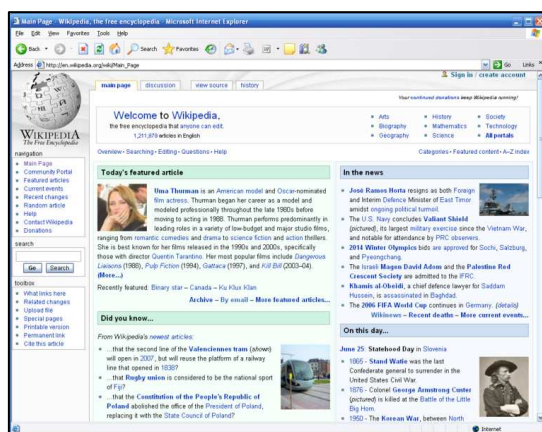 Main Page - Wikipedia, the free encyclopedia - Microsoft Internet Explorer
File Edit View Favorites Tools Help
Back Search Favorites
Address http://en.wikipedia.org/wiki/Main_Page Go Links
Sign in / create account
main page discussion view source history
Your continued donations keep Wikipedia running!
WIKIPEDIA
The Free Encyclopedia
navigation
Main Page
Community Portal
Featured articles
Current events
Recent changes
Random article
Help
Contact Wikipedia
Donations
search
Go Search
toolbox
What links here
Related changes
Upload file
Special pages
Printable version
Permanent link
Cite this article
Welcome to Wikipedia,
the free encyclopedia that anyone can edit.
1,211,879 articles in English
Arts History Society
Biography Mathematics Technology
Geography Science All portals
Overview · Searching · Editing · Questions · Help
Categories · Featured content · A–Z index
Today's featured article
Uma Thurman is an American model and Oscar-nominated
film actress. Thurman began her career as a model and
modeled professionally throughout the late 1980s before
moving to acting in 1988. Thurman performs predominantly in
leading roles in a variety of low-budget and major studio films,
ranging from romantic comedies and drama to science fiction and action thrillers.
She is best known for her films released in the 1990s and 2000s, specifically
those with director Quentin Tarantino. Her most popular films include Dangerous
Liaisons (1988), Pulp Fiction (1994), Gattaca (1997), and Kill Bill (2003–04).
(More...)
Recently featured: Binary star – Canada – Ku Klux Klan
Archive – By email – More featured articles...
Did you know...
From Wikipedia's newest articles:
...that the second line of the Valenciennes tram (shown)
will open in 2007, but will reuse the platform of a railway
line that opened in 1838?
...that Rugby union is considered to be the national sport
of Fiji?
...that the Constitution of the People's Republic of
Poland abolished the office of the President of Poland,
replacing it with the State Council of Poland?
In the news
José Ramos Horta resigns as both Foreign
and Interim Defence Minister of East Timor
amidst ongoing political turmoil.
The U.S. Navy concludes Valiant Shield
(pictured), its largest military exercise since the Vietnam War,
and notable for attendance by PRC observers.
2014 Winter Olympics bids are approved for Sochi, Salzburg,
and Pyeongchang.
The Israeli Magen David Adom and the Palestine Red
Crescent Society are admitted to the IFRC.
Khamis al-Obeidi, a chief defence lawyer for Saddam
Hussein, is assassinated in Baghdad.
The 2006 FIFA World Cup continues in Germany. (details)
Wikinews – Recent deaths – More current events...
On this day...
June 25: Statehood Day in Slovenia
1865 - Stand Watie was the last
Confederate general to surrender in the
United States Civil War.
1876 - Colonel George Armstrong Custer
(pictured) is killed at the Battle of the Little
Big Horn.
1950 - The Korean War, between North
Internet